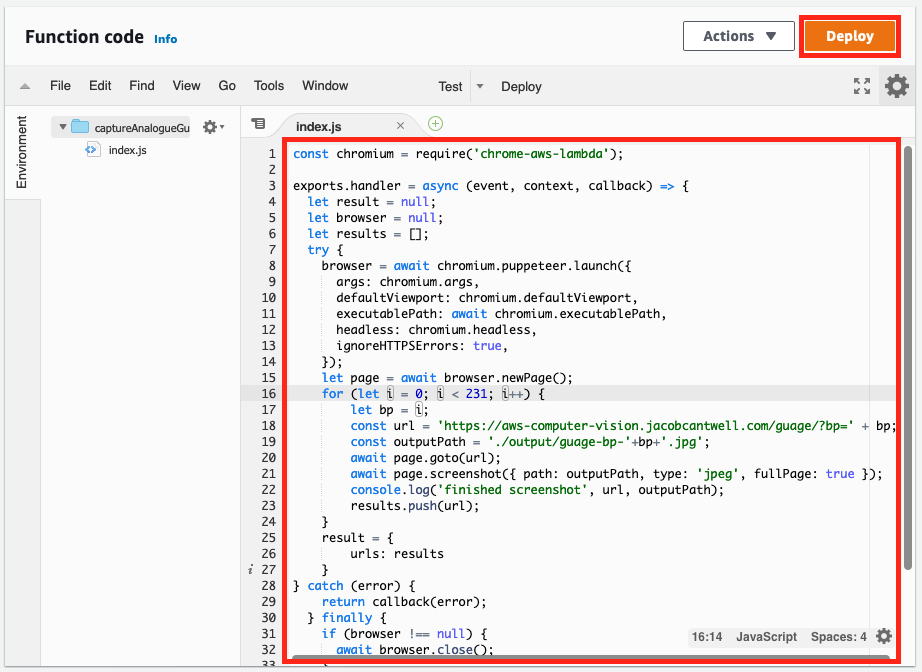 Function code Info
Actions ▼ Deploy
File Edit Find View Go Tools Window Test Deploy
Environment
captureAnalogueGu
index.js
index.js ×
1 const chromium = require('chrome-aws-lambda');
2
3 exports.handler = async (event, context, callback) => {
4   let result = null;
5   let browser = null;
6   let results = [];
7   try {
8     browser = await chromium.puppeteer.launch({
9       args: chromium.args,
10       defaultViewport: chromium.defaultViewport,
11       executablePath: await chromium.executablePath,
12       headless: chromium.headless,
13       ignoreHTTPSErrors: true,
14     });
15     let page = await browser.newPage();
16     for (let i = 0; i < 231; i++) {
17         let bp = i;
18         const url = 'https://aws-computer-vision.jacobcantwell.com/guage/?bp=' + bp;
19         const outputPath = './output/guage-bp-'+bp+'.jpg';
20         await page.goto(url);
21         await page.screenshot({ path: outputPath, type: 'jpeg', fullPage: true });
22         console.log('finished screenshot', url, outputPath);
23         results.push(url);
24     }
25     result = {
26         urls: results
i 27     }
28 } catch (error) {
29     return callback(error);
30   } finally {
31     if (browser !== null) {
32       await browser.close();
33
16:14 JavaScript Spaces: 4